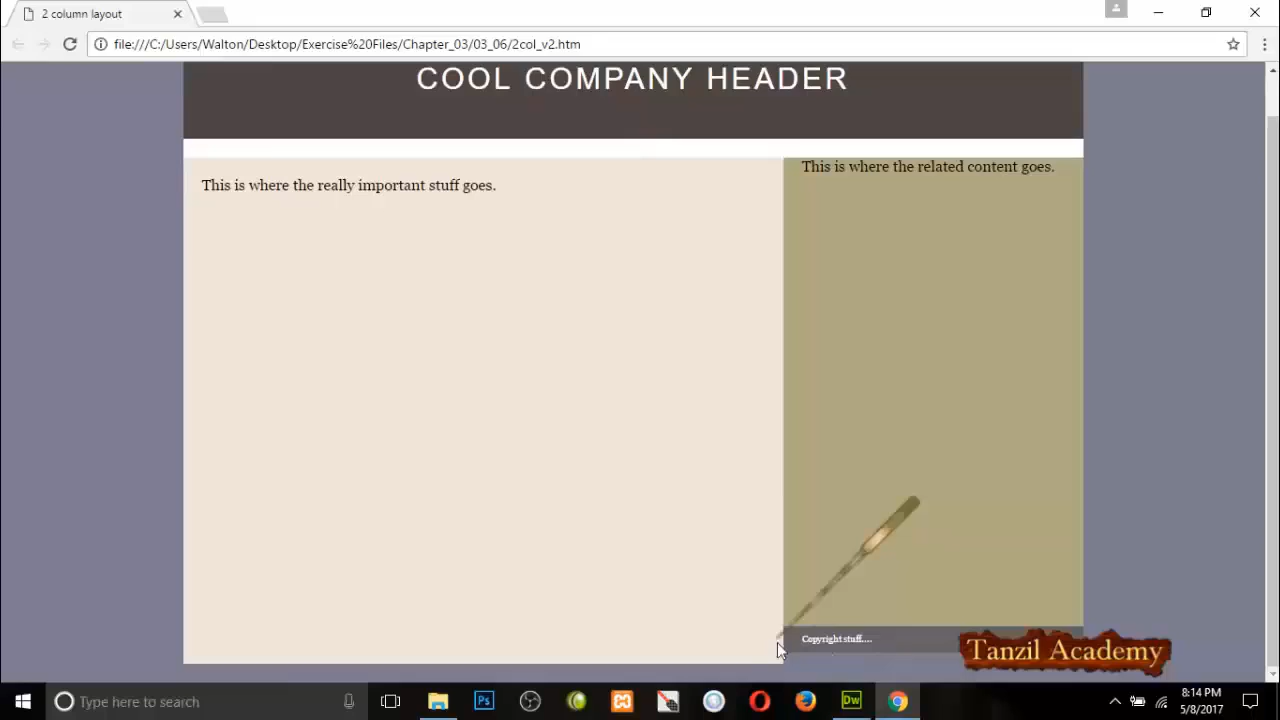 2 column layout
file:///C:/Users/Walton/Desktop/Exercise%20Files/Chapter_03/03_06/2col_v2.htm
COOL COMPANY HEADER
This is where the related content goes.
This is where the really important stuff goes.
Copyright stuff....
Tanzil Academy
Type here to search
8:14 PM
5/8/2017